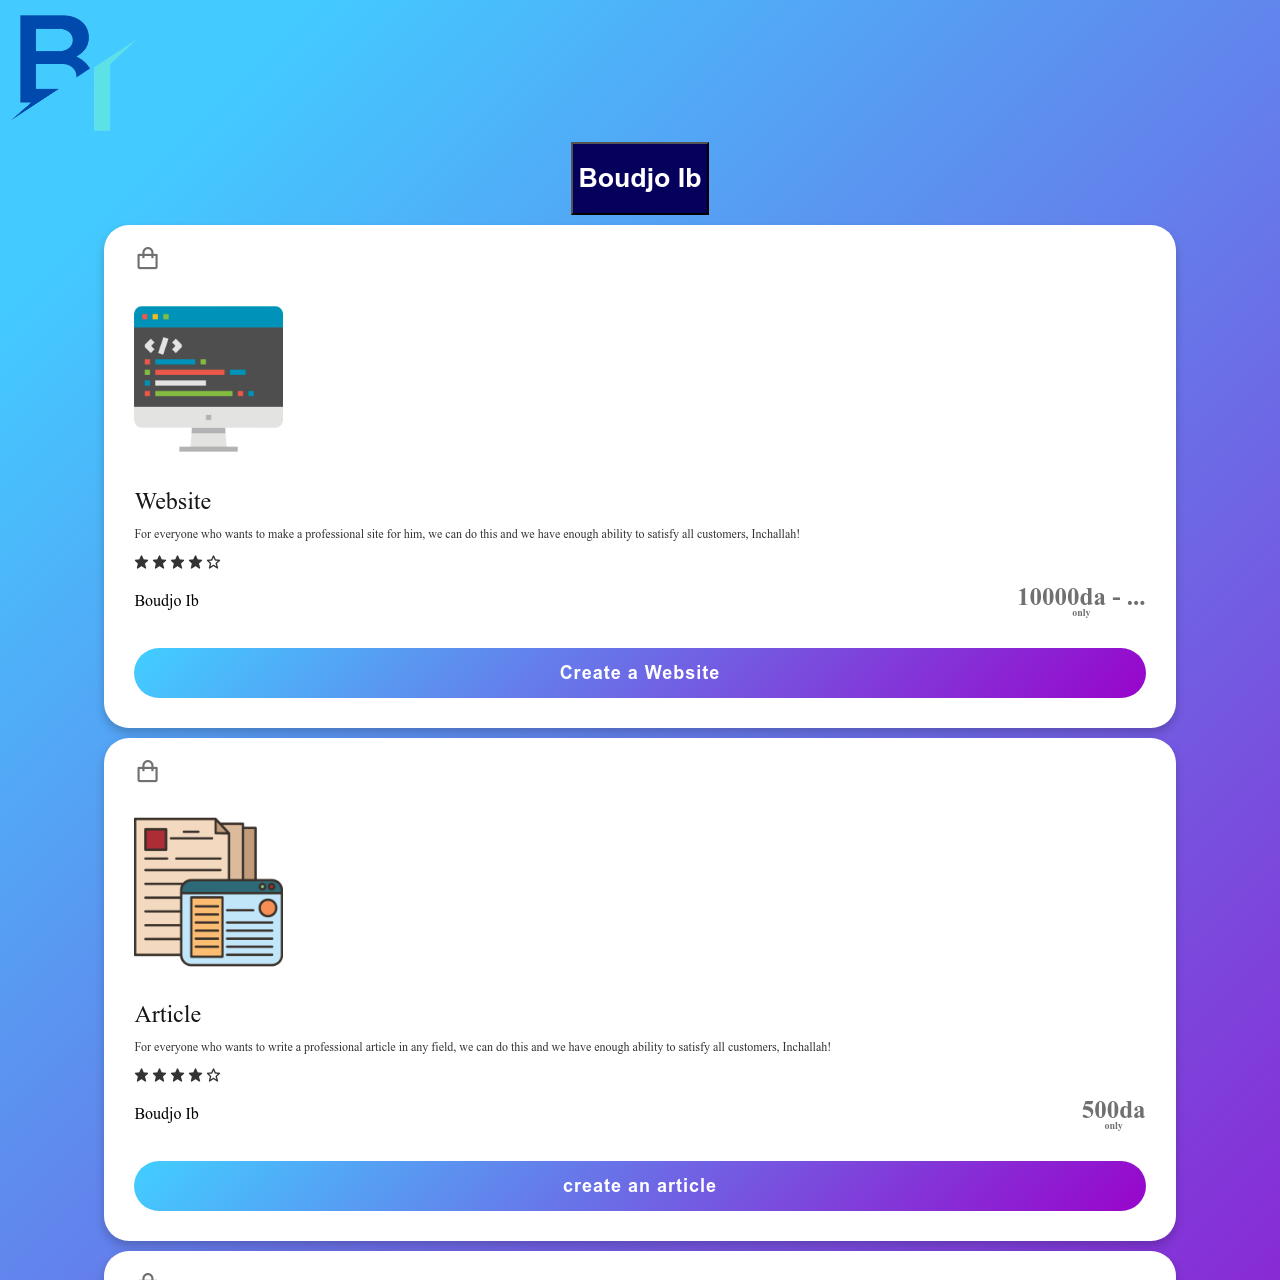 BI
Boudjo Ib
</>
Website
For everyone who wants to make a professional site for him, we can do this and we have enough ability to satisfy all customers, Inchallah!
Boudjo Ib
10000da - ...
only
Create a Website
Article
For everyone who wants to write a professional article in any field, we can do this and we have enough ability to satisfy all customers, Inchallah!
Boudjo Ib
500da
only
create an article